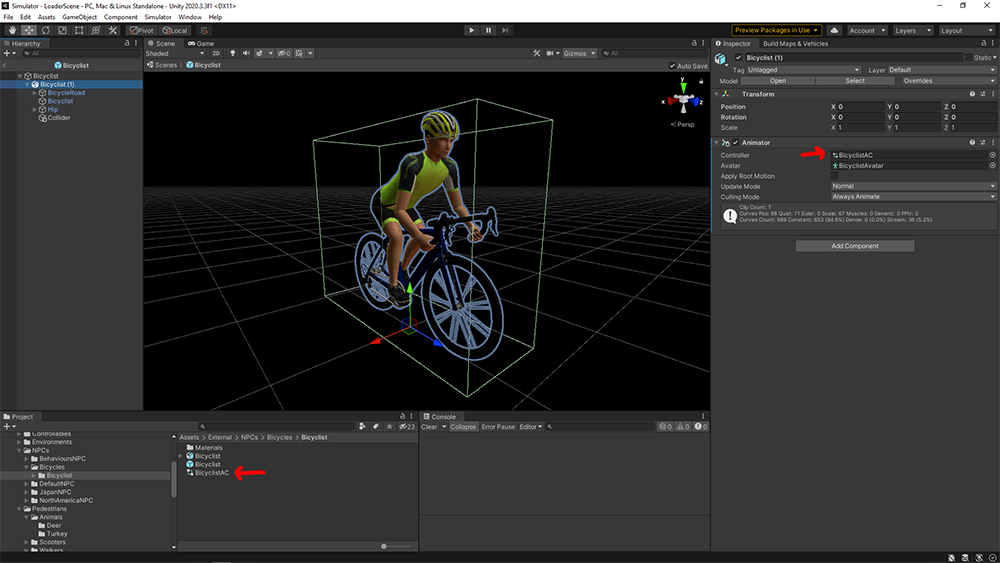 Simulator - LoaderScene - PC, Mac & Linux Standalone - Unity 2020.3.3f1 <DX11>
File Edit Assets GameObject Component Simulator Window Help
Pivot Local Preview Packages in Use Account Layers Layout
Hierarchy
All
Bicyclist
Bicyclist
Bicyclist (1)
BicycleRoad
Bicyclist
Hip
Collider
Scene Game
Shaded 2D 0 Gizmos All
Scenes Bicyclist Auto Save
y
x
z
Persp
Inspector Build Maps & Vehicles
Bicyclist (1) Static
Tag Untagged Layer Default
Model Open Select Overrides
Transform
Position X 0 Y 0 Z 0
Rotation X 0 Y 0 Z 0
Scale X 1 Y 1 Z 1
Animator
Controller BicyclistAC
Avatar BicyclistAvatar
Apply Root Motion
Update Mode Normal
Culling Mode Always Animate
Clip Count: 1
Curves Pos: 68 Quat: 71 Euler: 0 Scale: 67 Muscles: 0 Generic: 0 PPtr: 0
Curves Count: 689 Constant: 653 (94.8%) Dense: 0 (0.0%) Stream: 36 (5.2%)
Add Component
Project
23
Controllables
Environments
NPCs
BehavioursNPC
Bicycles
Bicyclist
DefaultNPC
JapanNPC
NorthAmericaNPC
Pedestrians
Animals
Deer
Turkey
Scooters
Walkers
Assets > External > NPCs > Bicycles > Bicyclist
Materials
Bicyclist
Bicyclist
BicyclistAC
Console
Clear Collapse Error Pause Editor 0 0 0